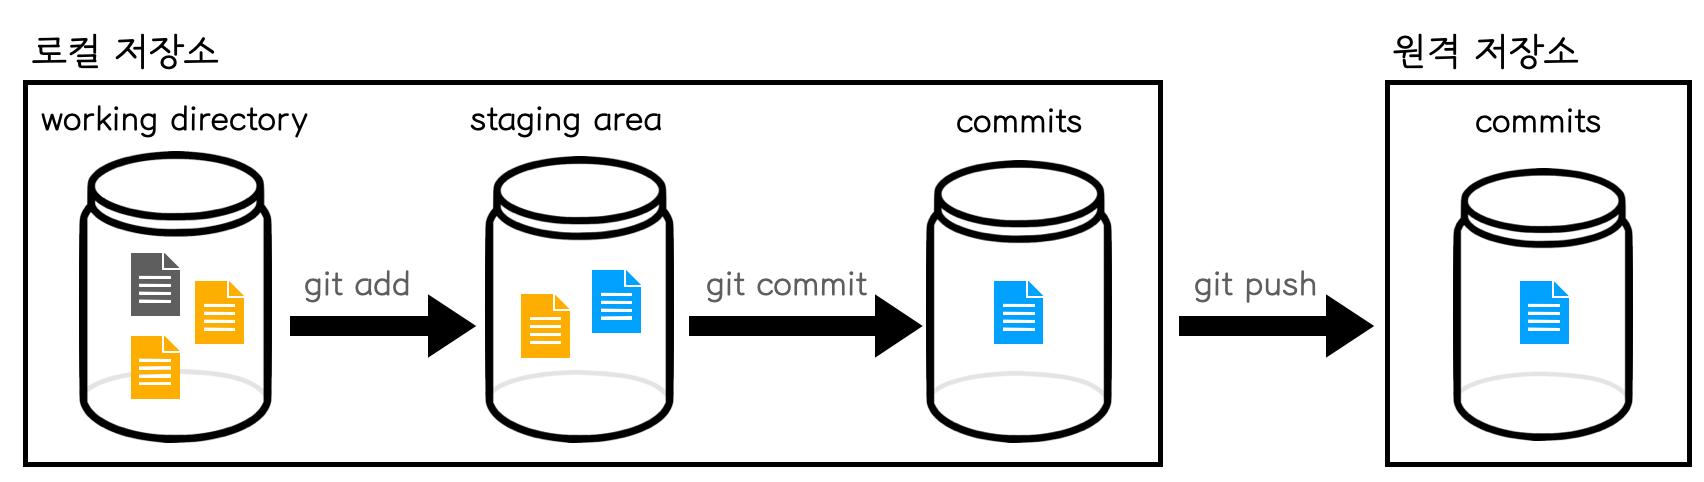 로컬 저장소
원격 저장소
working directory
staging area
commits
commits
git add
git commit
git push